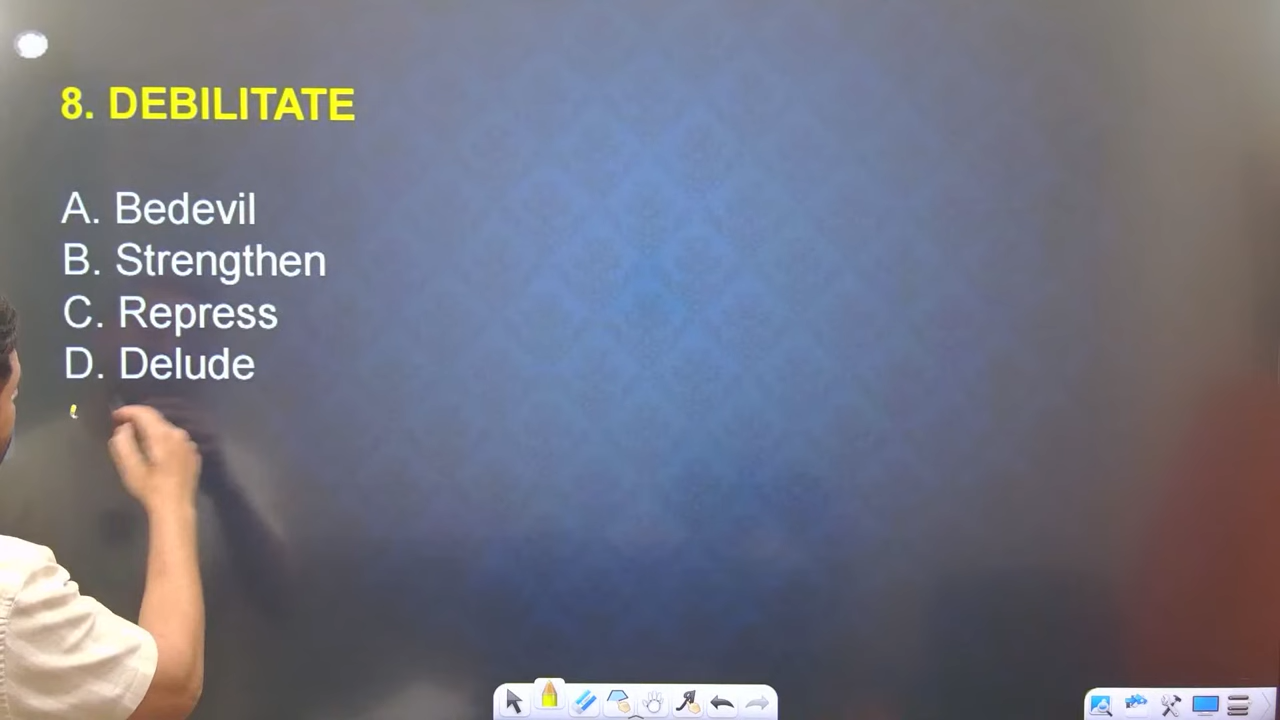 8. DEBILITATE
A. Bedevil
B. Strengthen
C. Repress
D. Delude